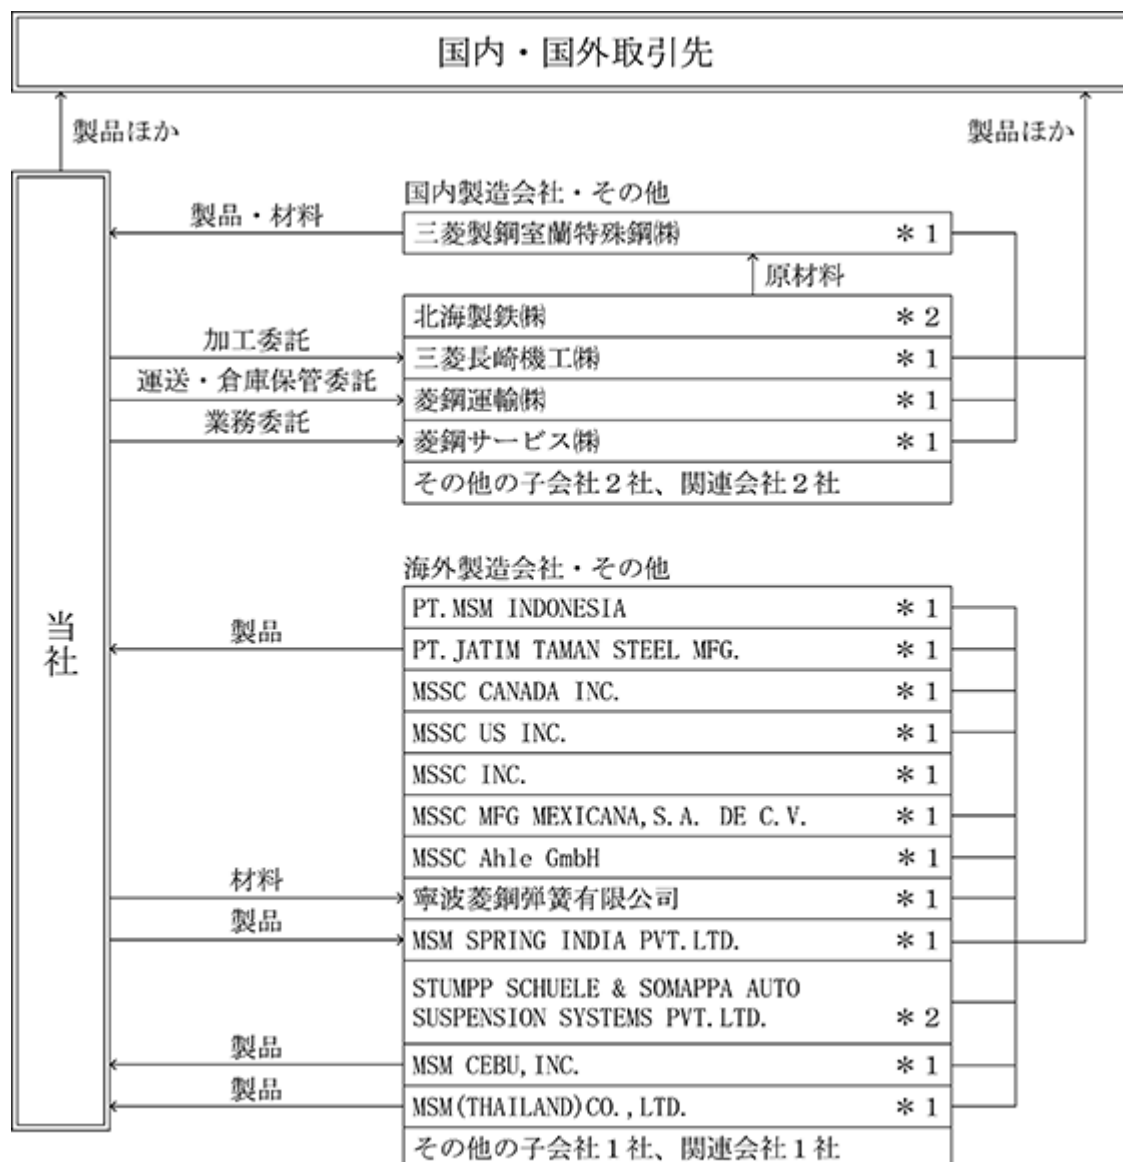 国内・国外取引先
製品ほか
製品ほか
当社
国内製造会社・その他
製品・材料
三菱製鋼室蘭特殊鋼㈱ ＊1
原材料
北海製鉄㈱ ＊2
加工委託
三菱長崎機工㈱ ＊1
運送・倉庫保管委託
菱鋼運輸㈱ ＊1
業務委託
菱鋼サービス㈱ ＊1
その他の子会社２社、関連会社２社
海外製造会社・その他
PT.MSM INDONESIA ＊1
製品
PT.JATIM TAMAN STEEL MFG. ＊1
MSSC CANADA INC. ＊1
MSSC US INC. ＊1
MSSC INC. ＊1
MSSC MFG MEXICANA,S.A. DE C.V. ＊1
MSSC Ahle GmbH ＊1
材料
寧波菱鋼弾簧有限公司 ＊1
製品
MSM SPRING INDIA PVT.LTD. ＊1
STUMPP SCHUELE & SOMAPPA AUTO
SUSPENSION SYSTEMS PVT.LTD. ＊2
製品
MSM CEBU,INC. ＊1
製品
MSM(THAILAND)CO.,LTD. ＊1
その他の子会社１社、関連会社１社